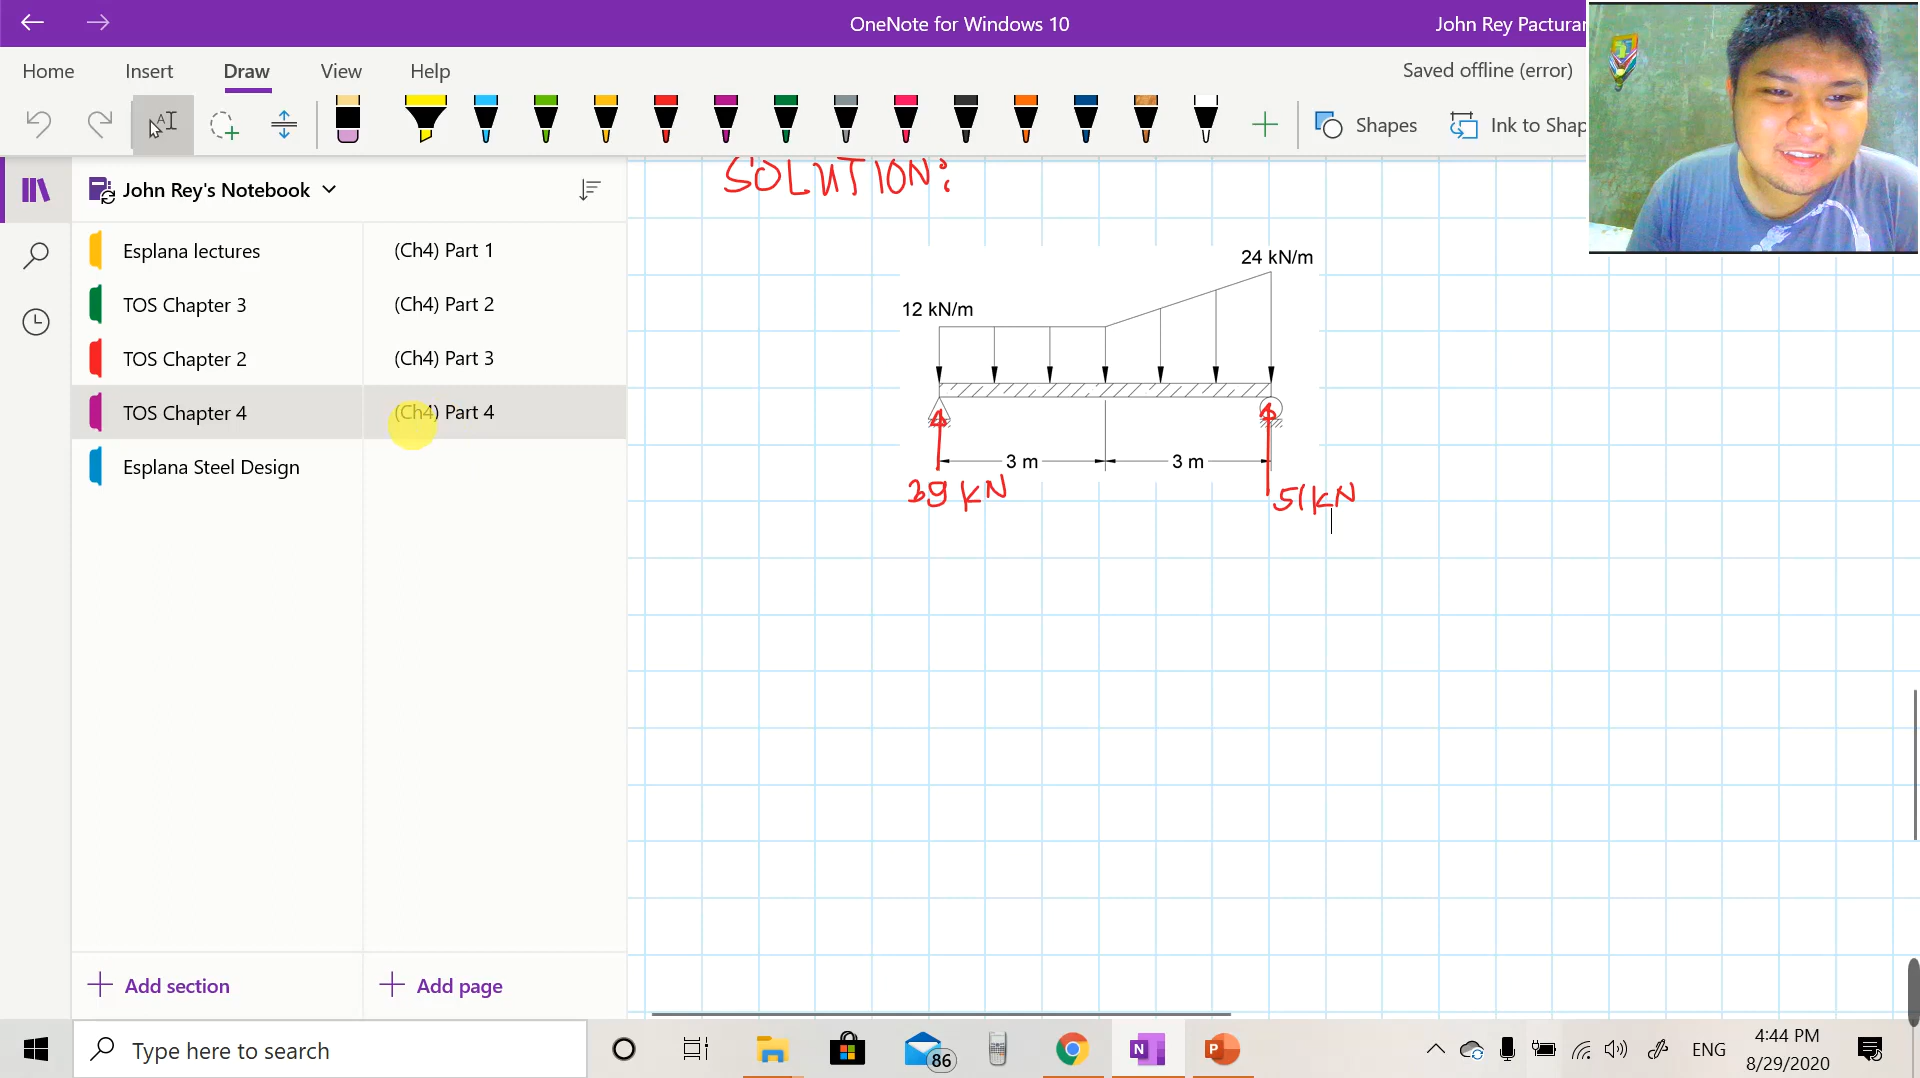 OneNote for Windows 10
John Rey Pactura
Home Insert Draw View Help
Saved offline (error)
Shapes
Ink to Shap
John Rey's Notebook
Esplana lectures
TOS Chapter 3
TOS Chapter 2
TOS Chapter 4
Esplana Steel Design
(Ch4) Part 1
(Ch4) Part 2
(Ch4) Part 3
(Ch4) Part 4
SOLUTION:
24 kN/m
12 kN/m
3 m 3 m
39 kN
51 kN
Add section
Add page
Type here to search
86
ENG
4:44 PM
8/29/2020